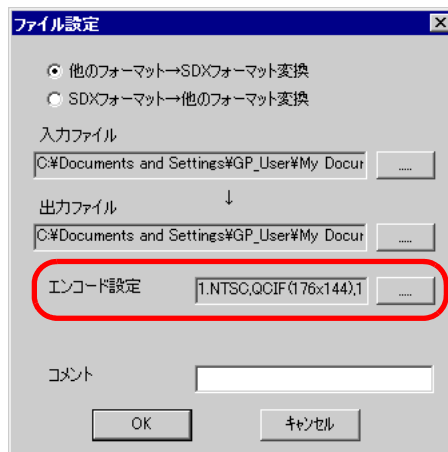 ファイル設定
他のフォーマット→SDXフォーマット変換
SDXフォーマット→他のフォーマット変換
入力ファイル
C:¥Documents and Settings¥GP_User¥My Docur .....
↓
出力ファイル
C:¥Documents and Settings¥GP_User¥My Docur .....
エンコード設定 1.NTSC,QCIF(176x144),1 .....
コメント
OK キャンセル